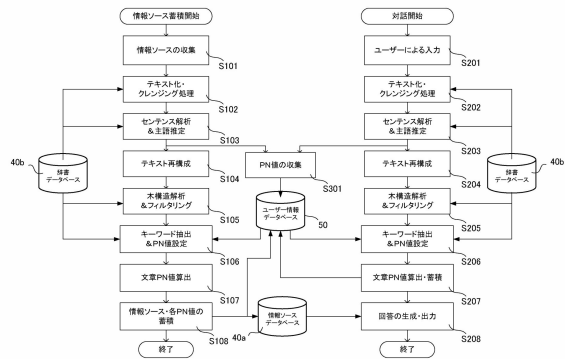 情報ソース蓄積開始
情報ソースの収集
S101
テキスト化・
クレンジング処理
S102
センテンス解析
&主語推定
S103
テキスト再構成
S104
木構造解析
&フィルタリング
S105
キーワード抽出
&PN値設定
S106
文章PN値算出
S107
情報ソース・各PN値の
蓄積
S108
終了
40b
辞書
データベース
PN値の収集
S301
ユーザー情報
データベース
50
情報ソース
データベース
40a
対話開始
ユーザーによる入力
S201
テキスト化・
クレンジング処理
S202
センテンス解析
&主語推定
S203
テキスト再構成
S204
木構造解析
&フィルタリング
S205
キーワード抽出
&PN値設定
S206
文章PN値算出・蓄積
S207
回答の生成・出力
S208
終了
40b
辞書
データベース